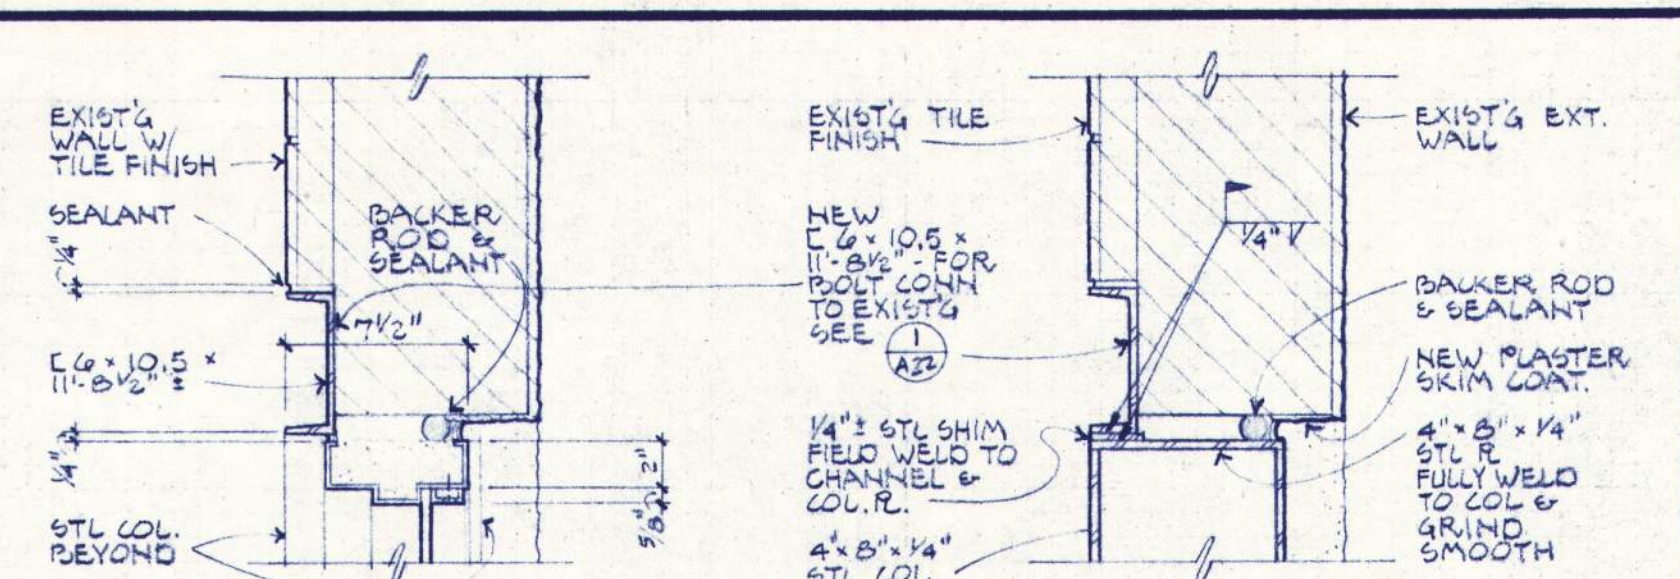 EXIST'G
WALL W/
TILE FINISH
SEALANT
1/4"
BACKER
ROD &
SEALANT
7 1/2"
[ 6 x 10.5 x
11'-8 1/2" ±
1/4"
STL COL.
BEYOND
2"
5/8"
EXIST'G TILE
FINISH
NEW
[ 6 x 10.5 x
11'-8 1/2" - FOR
BOLT CONN
TO EXIST'G
SEE
1
A22
1/4" ± STL SHIM
FIELD WELD TO
CHANNEL &
COL. PL.
4" x 8" x 1/4"
STL COL.
1/4" V
EXIST'G EXT.
WALL
BACKER ROD
& SEALANT
NEW PLASTER
SKIM COAT.
4" x 8" x 1/4"
STL PL
FULLY WELD
TO COL &
GRIND
SMOOTH